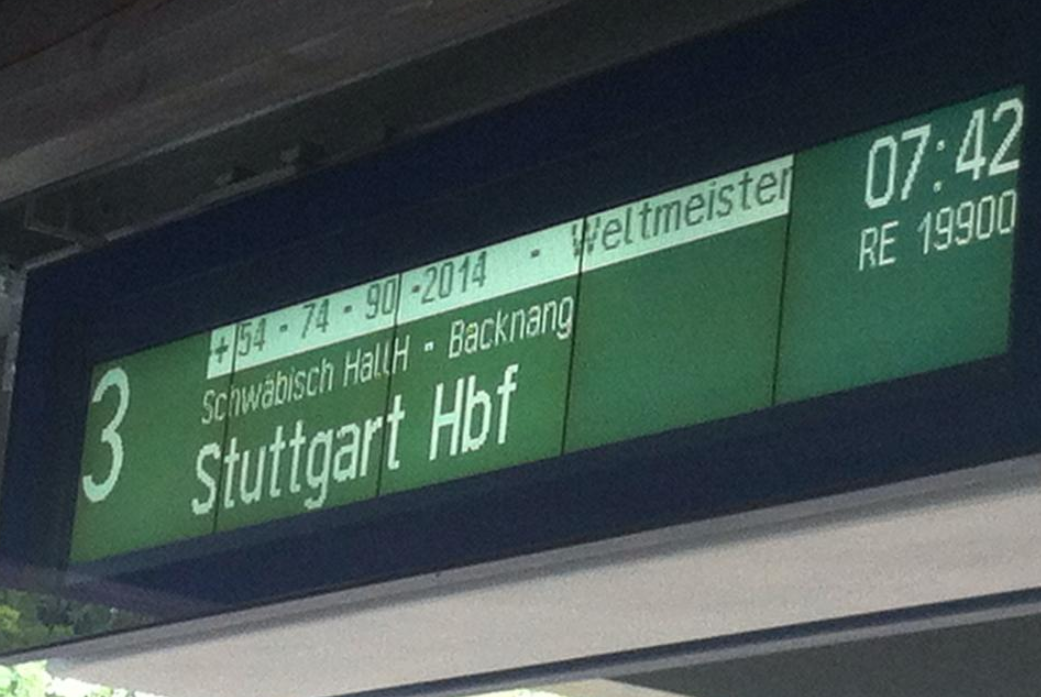 07:42
RE 19900
+ 54 - 74 - 90 -2014 - Weltmeister
Schwäbisch HallH - Backnang
3 Stuttgart Hbf